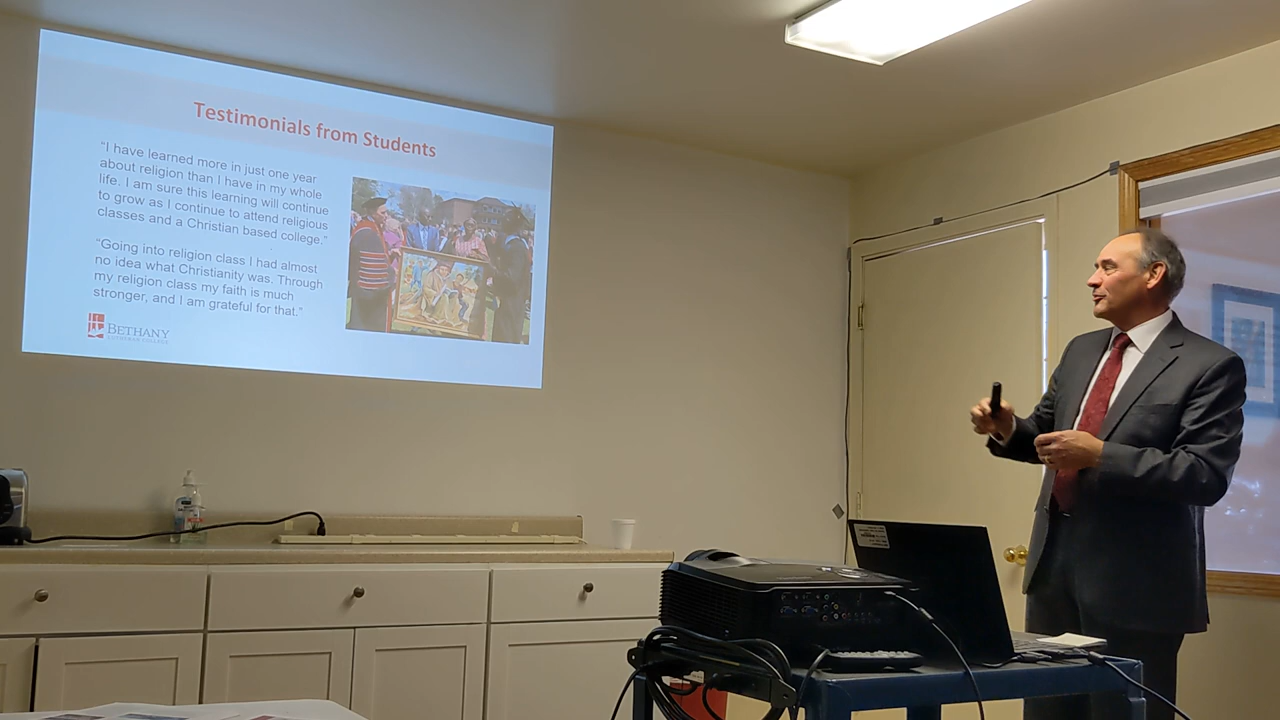 Testimonials from Students
“I have learned more in just one year
about religion than I have in my whole
life. I am sure this learning will continue
to grow as I continue to attend religious
classes and a Christian based college.”
“Going into religion class I had almost
no idea what Christianity was. Through
my religion class my faith is much
stronger, and I am grateful for that.”
BETHANY
LUTHERAN COLLEGE